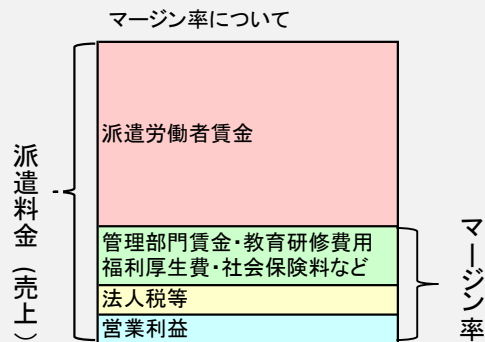 マージン率について
派遣料金(売上)
派遣労働者賃金
管理部門賃金・教育研修費用
福利厚生費・社会保険料など
法人税等
営業利益
マージン率